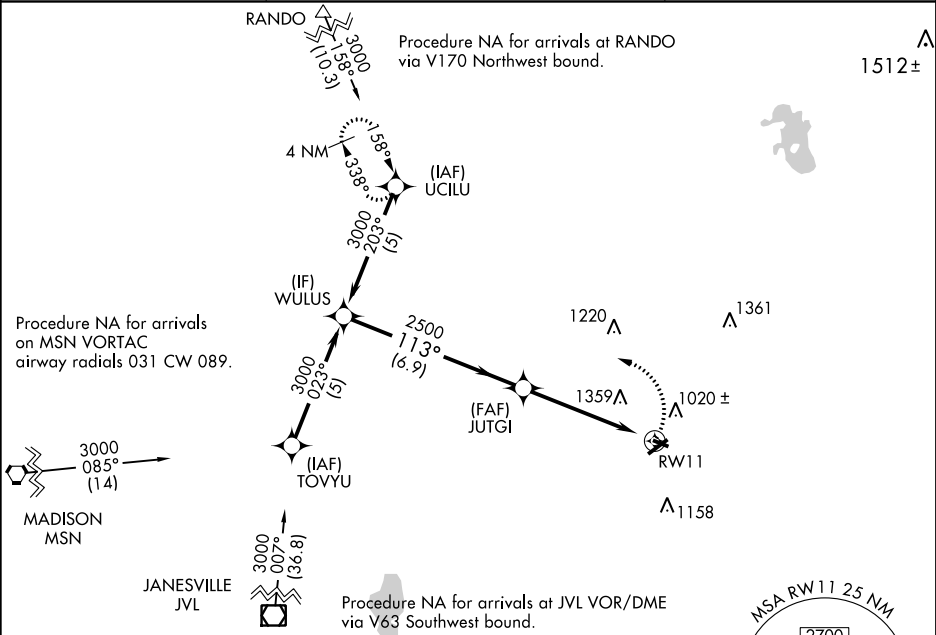 RANDO
3000
158°
(10.3)
Procedure NA for arrivals at RANDO
via V170 Northwest bound.
1512±
4 NM
158°
338°
(IAF)
UCILU
3000
203°
(5)
(IF)
WULUS
Procedure NA for arrivals
on MSN VORTAC
airway radials 031 CW 089.
2500
113°
(6.9)
1220
1361
3000
023°
(5)
(FAF)
JUTGI
1359
1020 ±
RW11
3000
085°
(14)
(IAF)
TOVYU
MADISON
MSN
1158
3000
007°
(36.8)
JANESVILLE
JVL
Procedure NA for arrivals at JVL VOR/DME
via V63 Southwest bound.
MSA RW11 25 NM
2700